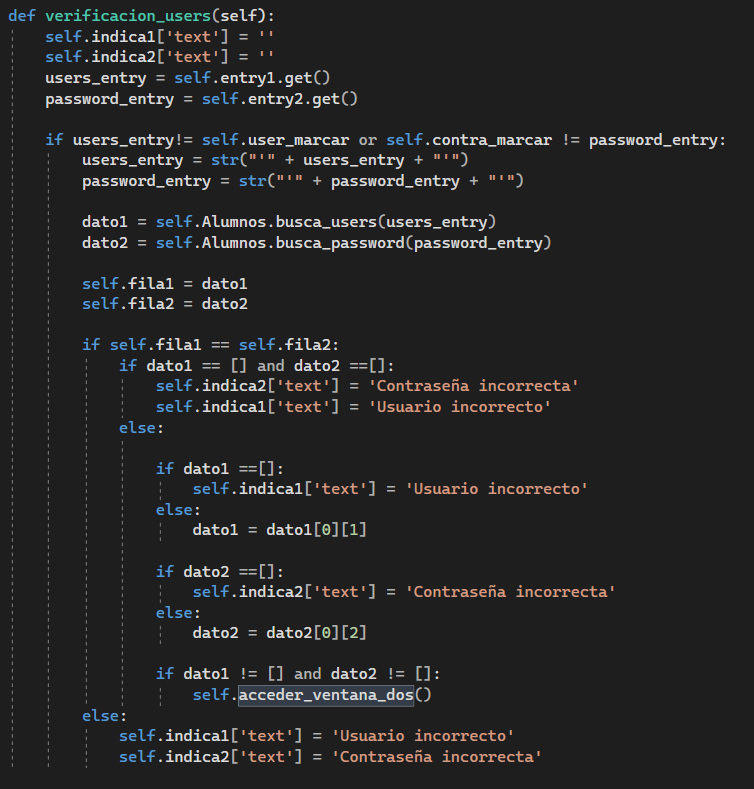 def verificacion_users(self):
    self.indica1['text'] = ''
    self.indica2['text'] = ''
    users_entry = self.entry1.get()
    password_entry = self.entry2.get()
    if users_entry!= self.user_marcar or self.contra_marcar != password_entry:
        users_entry = str("'" + users_entry + "'")
        password_entry = str("'" + password_entry + "'")
        dato1 = self.Alumnos.busca_users(users_entry)
        dato2 = self.Alumnos.busca_password(password_entry)
        self.fila1 = dato1
        self.fila2 = dato2
        if self.fila1 == self.fila2:
            if dato1 == [] and dato2 ==[]:
                self.indica2['text'] = 'Contraseña incorrecta'
                self.indica1['text'] = 'Usuario incorrecto'
            else:
                if dato1 ==[]:
                    self.indica1['text'] = 'Usuario incorrecto'
                else:
                    dato1 = dato1[0][1]
                if dato2 ==[]:
                    self.indica2['text'] = 'Contraseña incorrecta'
                else:
                    dato2 = dato2[0][2]
                if dato1 != [] and dato2 != []:
                    self.acceder_ventana_dos()
        else:
            self.indica1['text'] = 'Usuario incorrecto'
            self.indica2['text'] = 'Contraseña incorrecta'